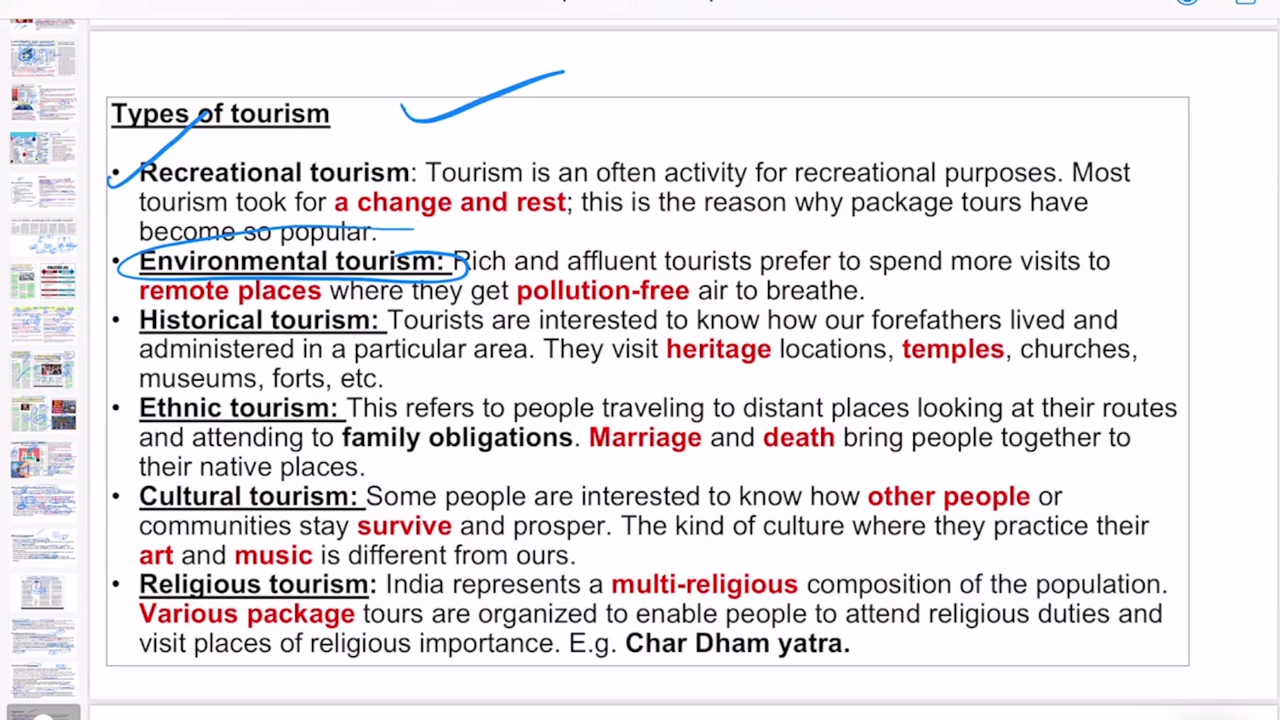 Types of tourism
• Recreational tourism: Tourism is an often activity for recreational purposes. Most
tourism took for a change and rest; this is the reason why package tours have
become so popular.
• Environmental tourism: Rich and affluent tourists prefer to spend more visits to
remote places where they get pollution-free air to breathe.
• Historical tourism: Tourists are interested to know how our forefathers lived and
administered in a particular area. They visit heritage locations, temples, churches,
museums, forts, etc.
• Ethnic tourism: This refers to people traveling to distant places looking at their routes
and attending to family obligations. Marriage and death bring people together to
their native places.
• Cultural tourism: Some people are interested to know how other people or
communities stay survive and prosper. The kind of culture where they practice their
art and music is different from ours.
• Religious tourism: India represents a multi-religious composition of the population.
Various package tours are organized to enable people to attend religious duties and
visit places of religious importance. E.g. Char Dham yatra.